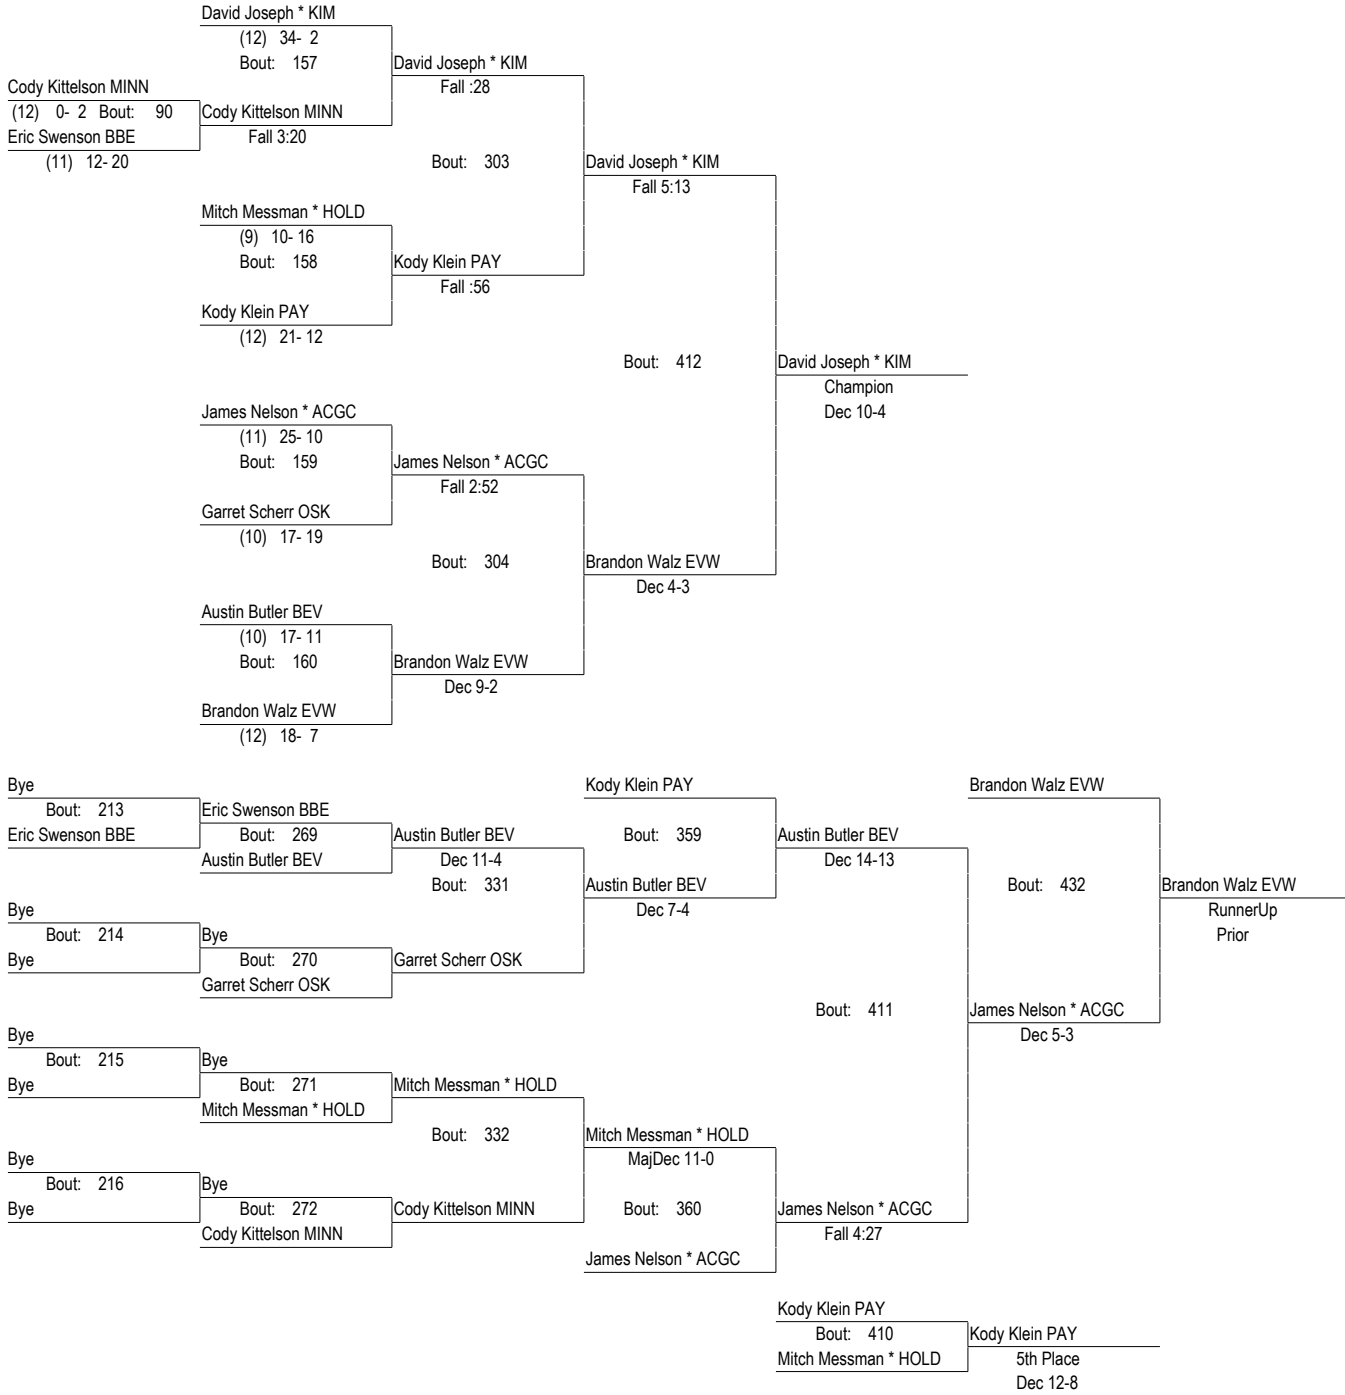 David Joseph * KIM
(12) 34- 2
Bout: 157
David Joseph * KIM
Fall :28
Cody Kittelson MINN
(12) 0- 2 Bout: 90
Cody Kittelson MINN
Eric Swenson BBE
Fall 3:20
(11) 12- 20
Bout: 303
David Joseph * KIM
Fall 5:13
Mitch Messman * HOLD
(9) 10- 16
Bout: 158
Kody Klein PAY
Fall :56
Kody Klein PAY
(12) 21- 12
Bout: 412
David Joseph * KIM
Champion
Dec 10-4
James Nelson * ACGC
(11) 25- 10
Bout: 159
James Nelson * ACGC
Fall 2:52
Garret Scherr OSK
(10) 17- 19
Bout: 304
Brandon Walz EVW
Dec 4-3
Austin Butler BEV
(10) 17- 11
Bout: 160
Brandon Walz EVW
Dec 9-2
Brandon Walz EVW
(12) 18- 7
Bye
Kody Klein PAY
Brandon Walz EVW
Bout: 213
Eric Swenson BBE
Eric Swenson BBE
Bout: 269
Austin Butler BEV
Bout: 359
Austin Butler BEV
Austin Butler BEV
Dec 11-4
Dec 14-13
Bout: 331
Austin Butler BEV
Bout: 432
Brandon Walz EVW
Bye
Dec 7-4
RunnerUp
Bout: 214
Bye
Prior
Bye
Bout: 270
Garret Scherr OSK
Garret Scherr OSK
Bout: 411
James Nelson * ACGC
Bye
Dec 5-3
Bout: 215
Bye
Bye
Bout: 271
Mitch Messman * HOLD
Mitch Messman * HOLD
Bout: 332
Mitch Messman * HOLD
Bye
MajDec 11-0
Bout: 216
Bye
Bye
Bout: 272
Cody Kittelson MINN
Bout: 360
James Nelson * ACGC
Cody Kittelson MINN
Fall 4:27
James Nelson * ACGC
Kody Klein PAY
Bout: 410
Kody Klein PAY
Mitch Messman * HOLD
5th Place
Dec 12-8